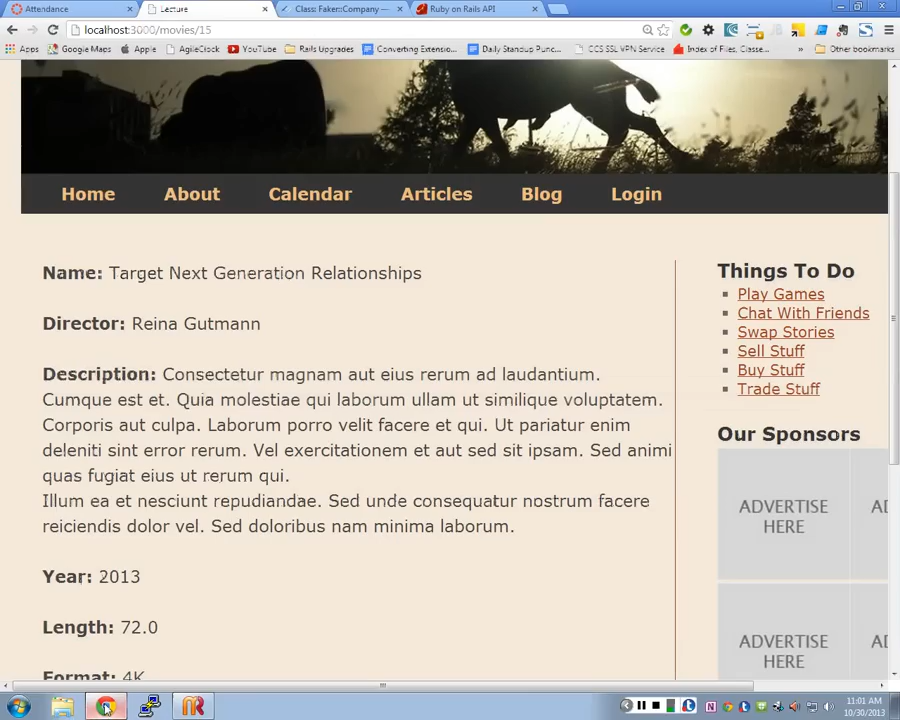 Attendance
Lecture
Class: Faker::Company —
Ruby on Rails API
localhost:3000/movies/15
Apps
Google Maps
Apple
AgileClock
YouTube
Rails Upgrades
Converting Extensio...
Daily Standup Punc...
CCS SSL VPN Service
Index of Files, Classe...
»
Other bookmarks
Home
About
Calendar
Articles
Blog
Login
Name: Target Next Generation Relationships
Director: Reina Gutmann
Description: Consectetur magnam aut eius rerum ad laudantium.
Cumque est et. Quia molestiae qui laborum ullam ut similique voluptatem.
Corporis aut culpa. Laborum porro velit facere et qui. Ut pariatur enim
deleniti sint error rerum. Vel exercitationem et aut sed sit ipsam. Sed animi
quas fugiat eius ut rerum qui.
Illum ea et nesciunt repudiandae. Sed unde consequatur nostrum facere
reiciendis dolor vel. Sed doloribus nam minima laborum.
Year: 2013
Length: 72.0
Format: 4K
Things To Do
Play Games
Chat With Friends
Swap Stories
Sell Stuff
Buy Stuff
Trade Stuff
Our Sponsors
ADVERTISE
HERE
AD
ADVERTISE
HERE
AD
11:01 AM
10/30/2013